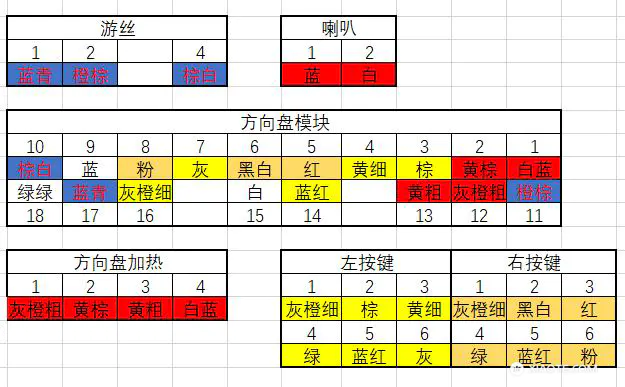 游丝 喇叭
1 2 4 1 2
蓝青 橙棕 棕白 蓝 白
方向盘模块
10 9 8 7 6 5 4 3 2 1
棕白 蓝 粉 灰 黑白 红 黄细 棕 黄棕 白蓝
绿绿 蓝青 灰橙细 白 蓝红 黄粗 灰橙粗 橙棕
18 17 16 15 14 13 12 11
方向盘加热 左按键 右按键
1 2 3 4 1 2 3 1 2 3
灰橙粗 黄棕 黄粗 白蓝 灰橙细 棕 黄细 灰橙细 黑白 红
4 5 6 4 5 6
绿 蓝红 灰 绿 蓝红 粉